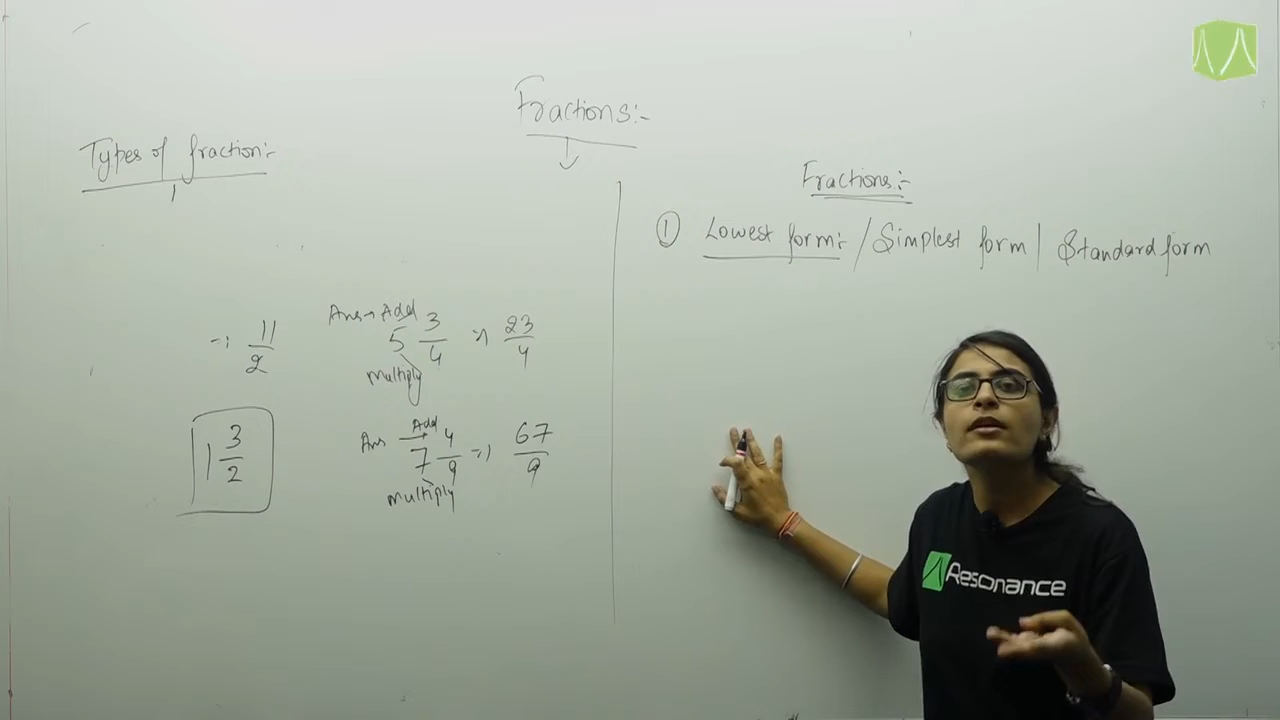 Fractions:-
Types of fraction:-
11
2
Ans → Add
5 3/4 ⇒ 23/4
multiply
1 3/2
Ans → Add
7 4/9 ⇒ 67/9
multiply
Fractions:-
① Lowest form:- / Simplest form | Standard form
Resonance